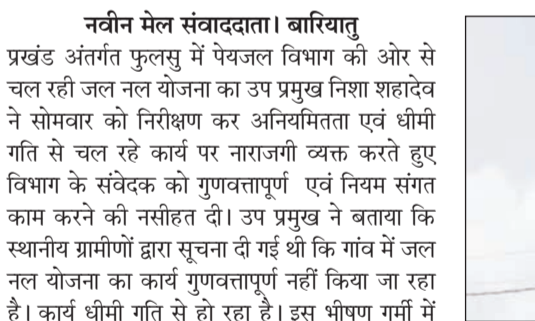 नवीन मेल संवाददाता। बारियातु
प्रखंड अंतर्गत फुलसु में पेयजल विभाग की ओर से
चल रही जल नल योजना का उप प्रमुख निशा शहादेव
ने सोमवार को निरीक्षण कर अनियमितता एवं धीमी
गति से चल रहे कार्य पर नाराजगी व्यक्त करते हुए
विभाग के संवेदक को गुणवत्तापूर्ण एवं नियम संगत
काम करने की नसीहत दी। उप प्रमुख ने बताया कि
स्थानीय ग्रामीणों द्वारा सूचना दी गई थी कि गांव में जल
नल योजना का कार्य गुणवत्तापूर्ण नहीं किया जा रहा
है। कार्य धीमी गति से हो रहा है। इस भीषण गर्मी में